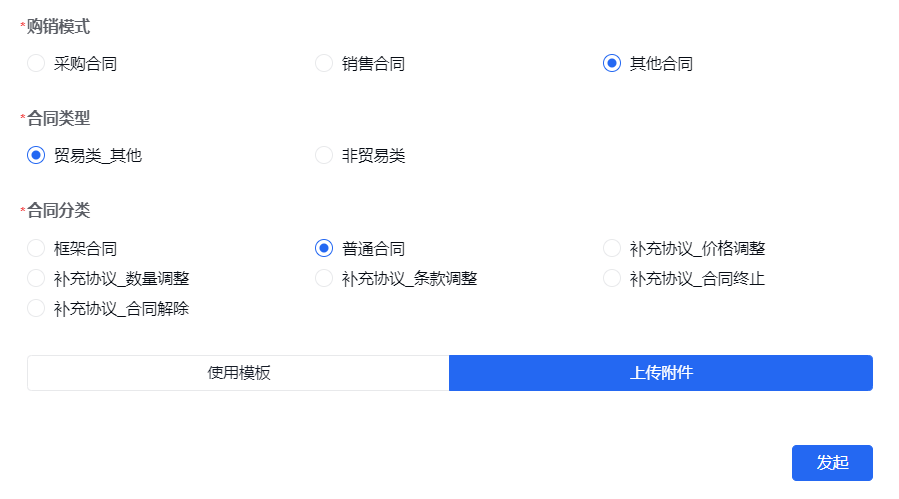 *购销模式
采购合同 销售合同 其他合同
*合同类型
贸易类_其他 非贸易类
*合同分类
框架合同 普通合同 补充协议_价格调整
补充协议_数量调整 补充协议_条款调整 补充协议_合同终止
补充协议_合同解除
使用模板 上传附件
发起